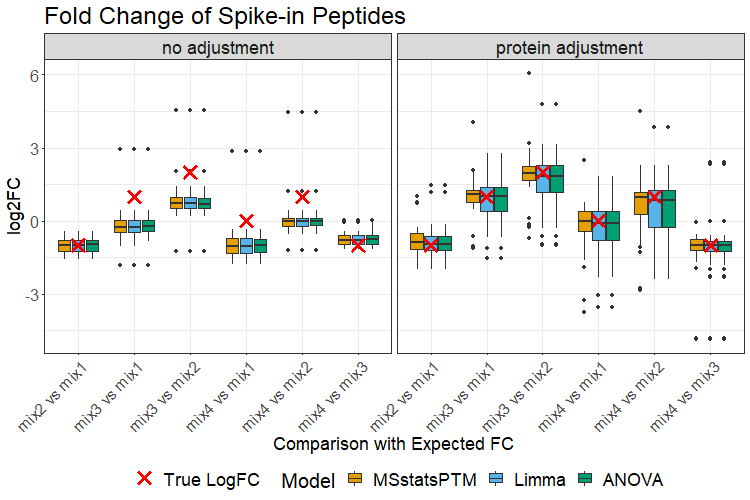 Fold Change of Spike-in Peptides
no adjustment
protein adjustment
log2FC
6
3
0
-3
mix2 vs mix1
mix3 vs mix1
mix3 vs mix2
mix4 vs mix1
mix4 vs mix2
mix4 vs mix3
mix2 vs mix1
mix3 vs mix1
mix3 vs mix2
mix4 vs mix1
mix4 vs mix2
mix4 vs mix3
Comparison with Expected FC
True LogFC Model MSstatsPTM Limma ANOVA